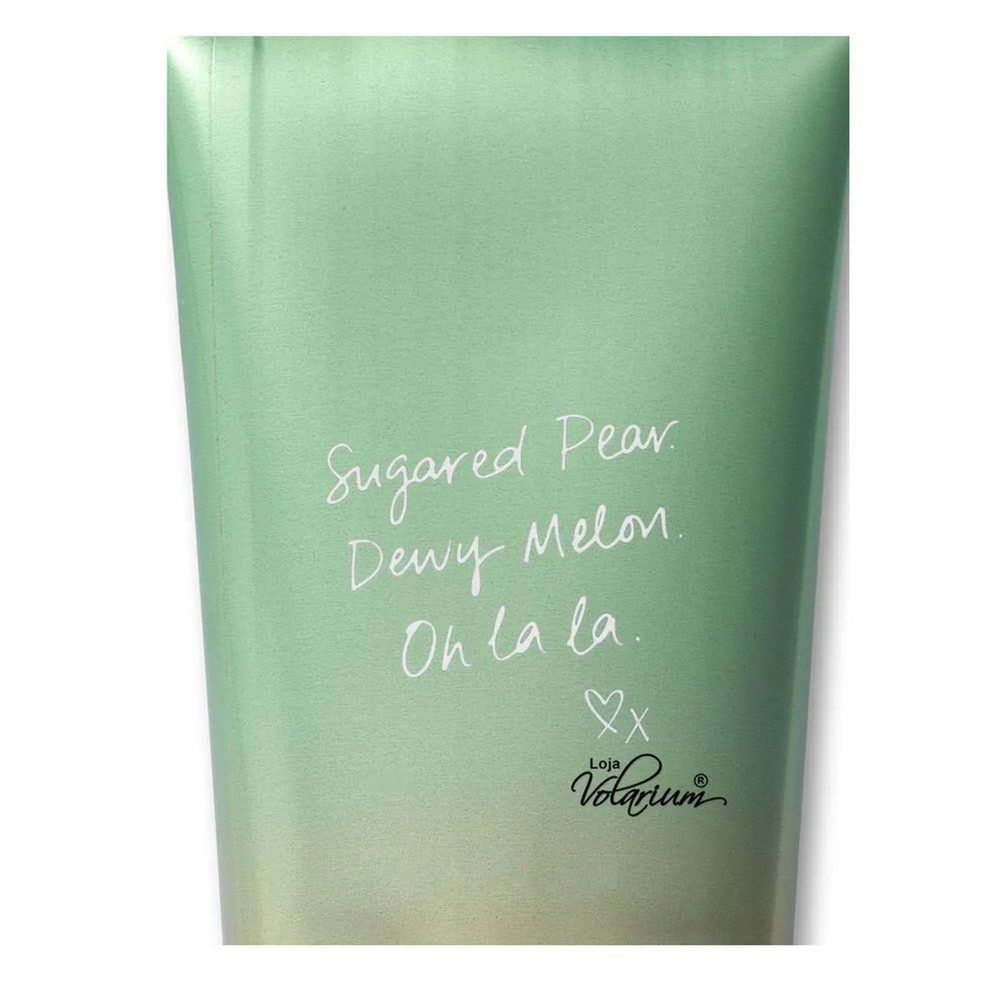 Sugared Pear.
Dewy Melon.
Oh la la.
X
Loja
Volarium®